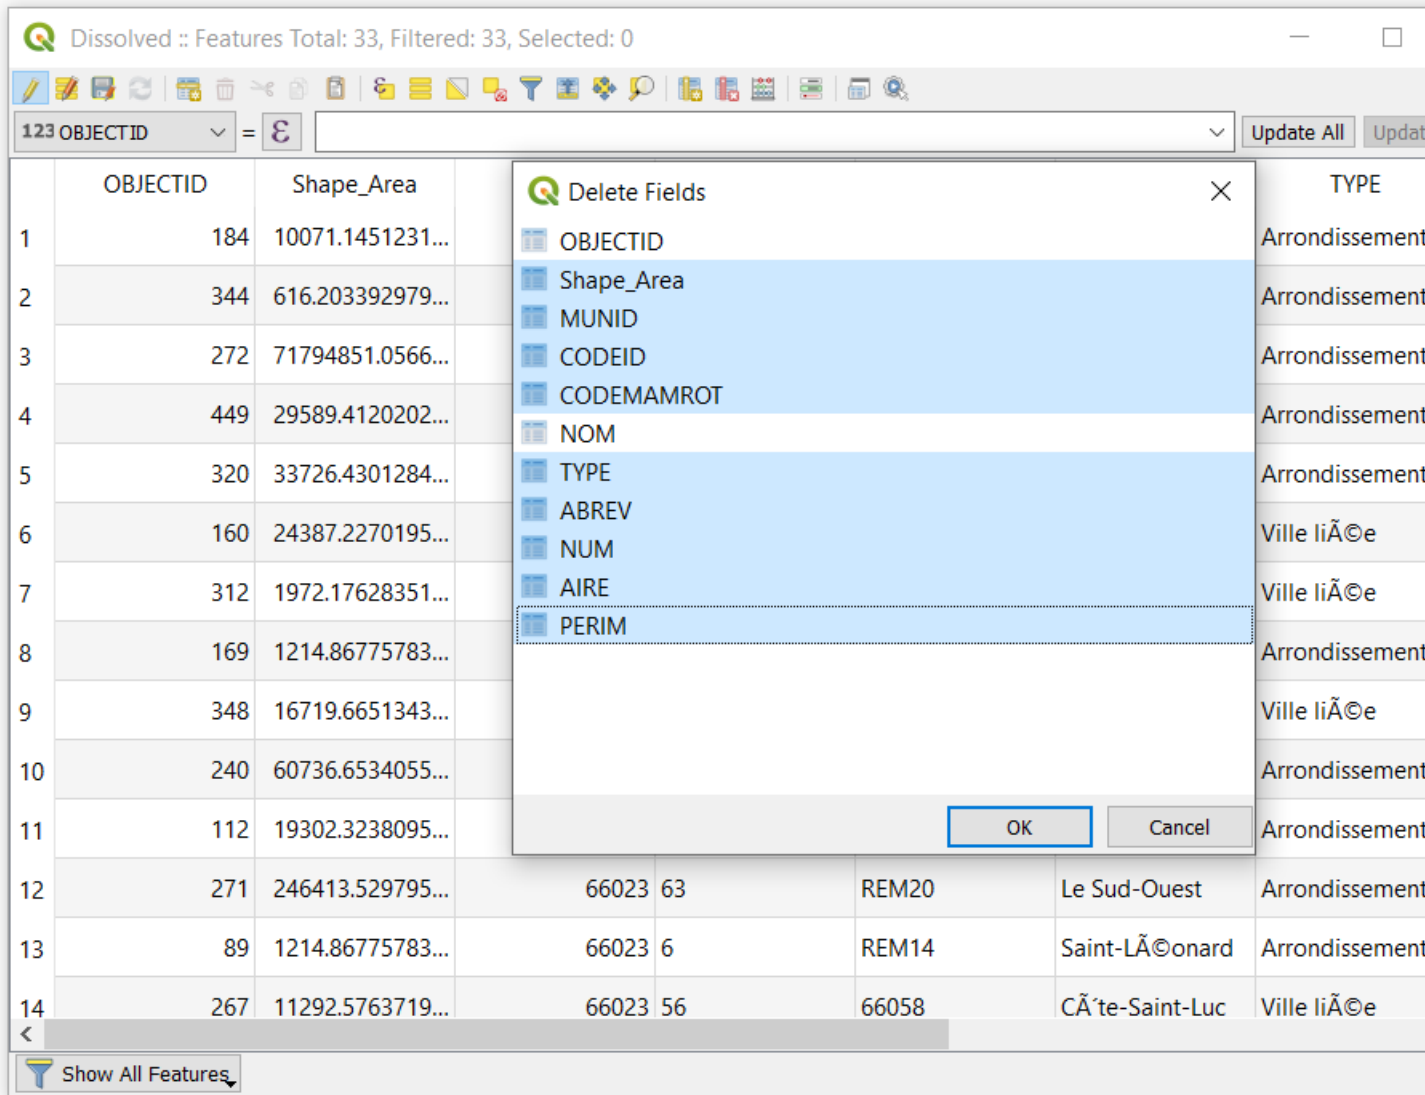 Dissolved :: Features Total: 33, Filtered: 33, Selected: 0
123 OBJECTID = ε Update All Updat
OBJECTID Shape_Area TYPE
Delete Fields
OBJECTID
Shape_Area
MUNID
CODEID
CODEMAMROT
NOM
TYPE
ABREV
NUM
AIRE
PERIM
OK Cancel
1 184 10071.1451231... Arrondissement
2 344 616.203392979... Arrondissement
3 272 71794851.0566... Arrondissement
4 449 29589.4120202... Arrondissement
5 320 33726.4301284... Arrondissement
6 160 24387.2270195... Ville liÃ©e
7 312 1972.17628351... Ville liÃ©e
8 169 1214.86775783... Arrondissement
9 348 16719.6651343... Ville liÃ©e
10 240 60736.6534055... Arrondissement
11 112 19302.3238095... Arrondissement
12 271 246413.529795... 66023 63 REM20 Le Sud-Ouest Arrondissement
13 89 1214.86775783... 66023 6 REM14 Saint-LÃ©onard Arrondissement
14 267 11292.5763719... 66023 56 66058 CÃ´te-Saint-Luc Ville liÃ©e
Show All Features